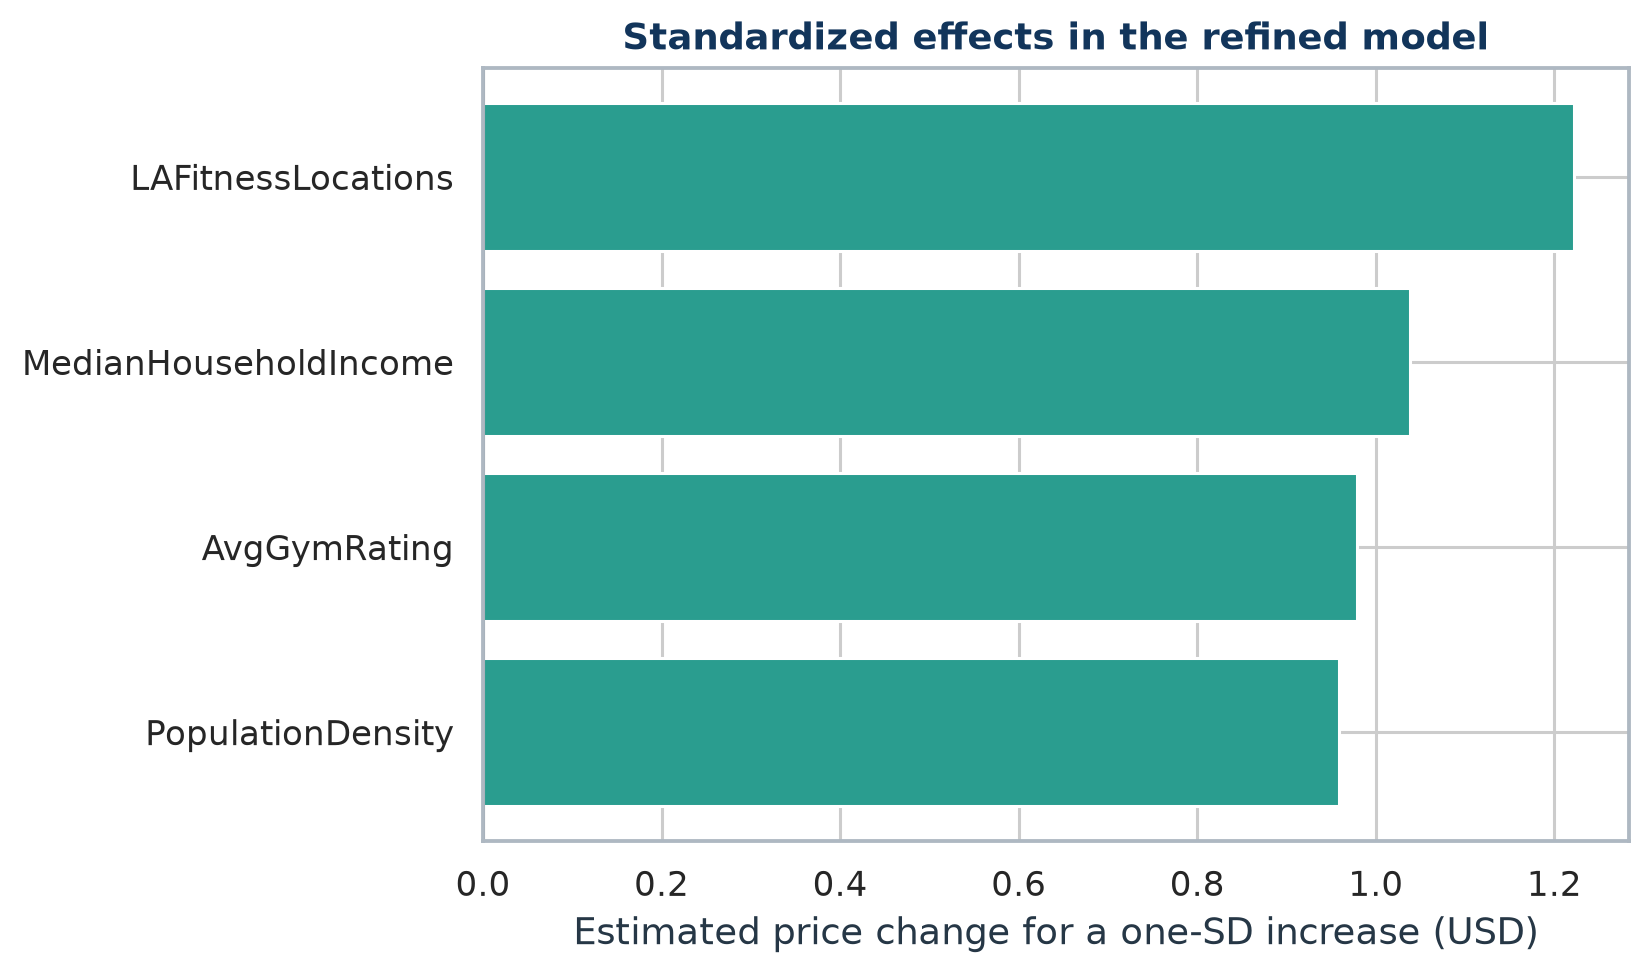 Standardized effects in the refined model
LAFitnessLocations
MedianHouseholdIncome
AvgGymRating
PopulationDensity
0.0 0.2 0.4 0.6 0.8 1.0 1.2
Estimated price change for a one-SD increase (USD)